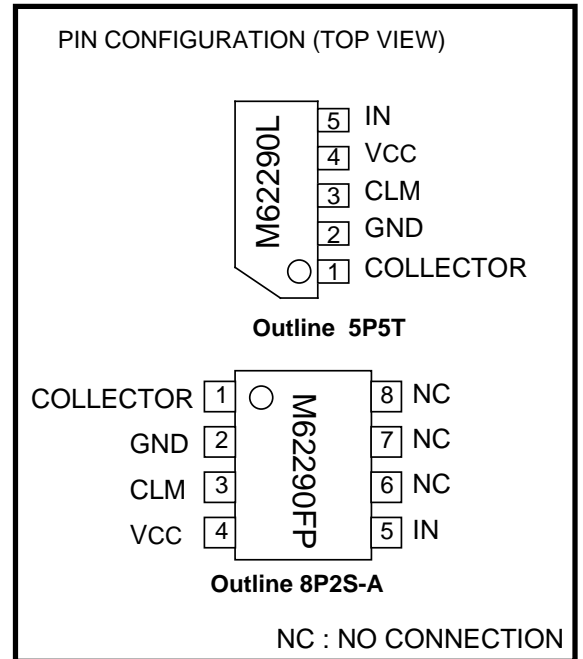 PIN CONFIGURATION (TOP VIEW)
M62290L
5 IN
4 VCC
3 CLM
2 GND
1 COLLECTOR
Outline 5P5T
M62290FP
COLLECTOR 1 8 NC
GND 2 7 NC
CLM 3 6 NC
VCC 4 5 IN
Outline 8P2S-A
NC : NO CONNECTION